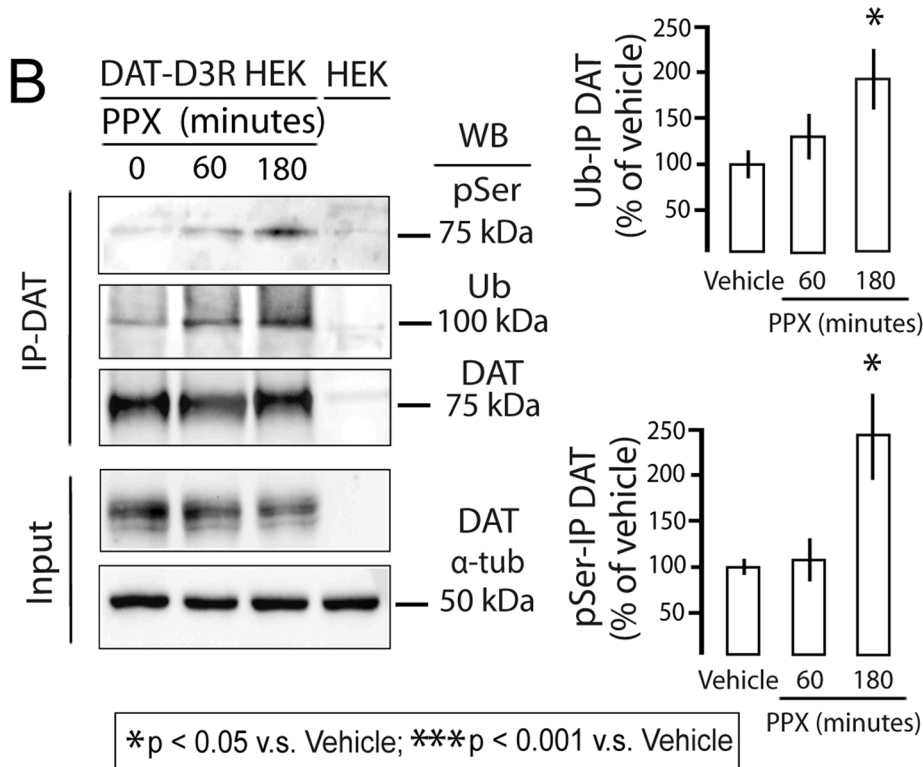 B
DAT-D3R HEK HEK
PPX (minutes)
0 60 180
WB
IP-DAT
pSer
75 kDa
Ub
100 kDa
DAT
75 kDa
Input
DAT
α-tub
50 kDa
Ub-IP DAT
(% of vehicle)
250
200
150
100
50
*
Vehicle 60 180
PPX (minutes)
pSer-IP DAT
(% of vehicle)
250
200
150
100
50
*
Vehicle 60 180
PPX (minutes)
*p < 0.05 v.s. Vehicle; ***p < 0.001 v.s. Vehicle